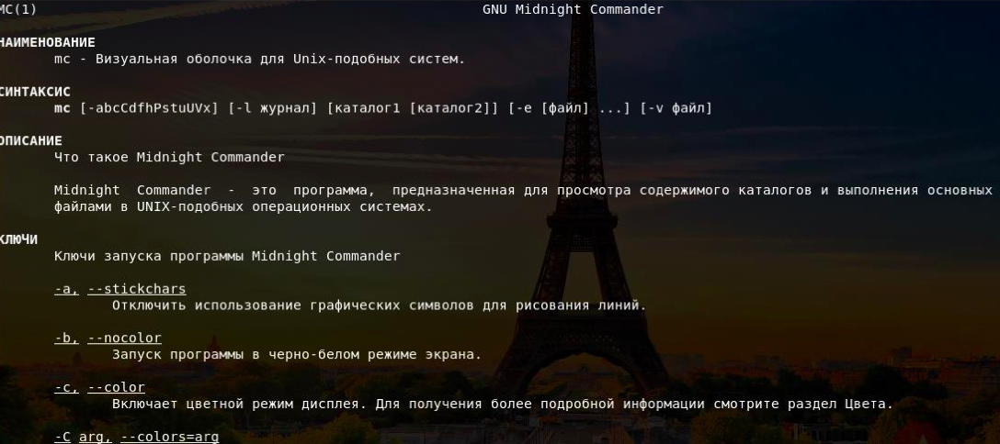 MC(1) GNU Midnight Commander
НАИМЕНОВАНИЕ
mc - Визуальная оболочка для Unix-подобных систем.
СИНТАКСИС
mc [-abcCdfhPstuUVx] [-l журнал] [каталог1 [каталог2]] [-e [файл] ...] [-v файл]
ОПИСАНИЕ
Что такое Midnight Commander
Midnight Commander - это программа, предназначенная для просмотра содержимого каталогов и выполнения основных
файлами в UNIX-подобных операционных системах.
КЛЮЧИ
Ключи запуска программы Midnight Commander
-a, --stickchars
Отключить использование графических символов для рисования линий.
-b, --nocolor
Запуск программы в черно-белом режиме экрана.
-c, --color
Включает цветной режим дисплея. Для получения более подробной информации смотрите раздел Цвета.
-C arg, --colors=arg